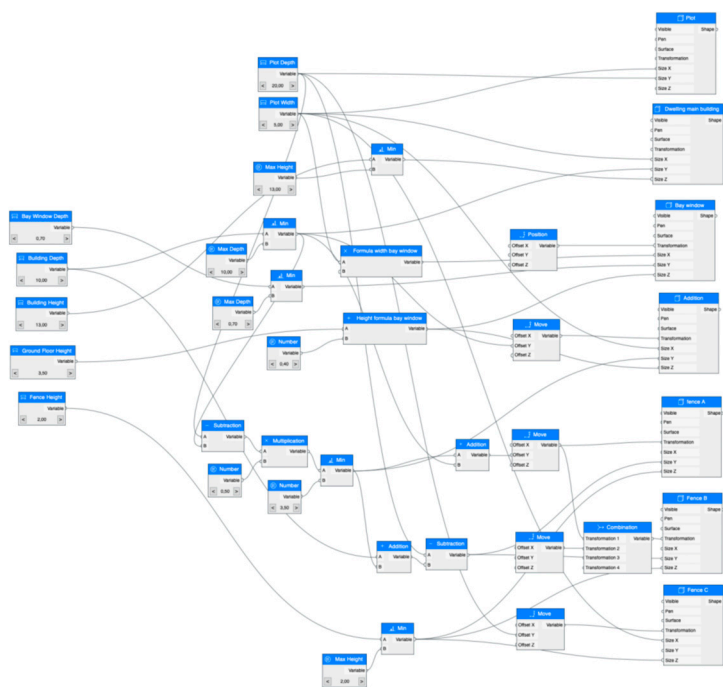 Plot
Visible Shape
Pan
Surface
Transformation
Size X
Size Y
Size Z
Plot Depth
Variable
< 20,00 >
Plot Width
Variable
< 5,00 >
Dwelling main building
Visible Shape
Pan
Surface
Transformation
Size X
Size Y
Size Z
Min
A Variable
B
Max Height
Variable
< 13,00 >
Bay window
Visible Shape
Pan
Surface
Transformation
Size X
Size Y
Size Z
Bay Window Depth
Variable
< 0,70 >
Building Depth
Variable
< 10,00 >
Building Height
Variable
< 13,00 >
Ground Floor Height
Variable
< 3,50 >
Fence Height
Variable
< 2,00 >
Min
A Variable
B
Max Depth
Variable
< 10,00 >
Min
A Variable
B
Max Depth
Variable
< 0,70 >
Formula width bay window
A Variable
B
Position
Offset X Variable
Offset Y
Offset Z
Height formula bay window
A Variable
B
Number
Variable
< 0,40 >
Move
Offset X Variable
Offset Y
Offset Z
Addition
Visible Shape
Pan
Surface
Transformation
Size X
Size Y
Size Z
Subtraction
A Variable
B
Number
Variable
< 0,50 >
Multiplication
A Variable
B
Number
Variable
Min
A Variable
B
Addition
A Variable
B
Move
Offset X Variable
Offset Y
Offset Z
fence A
Visible Shape
Pan
Surface
Transformation
Size X
Size Y
Size Z
Addition
A Variable
B
Subtraction
A Variable
B
Move
Offset X Variable
Offset Y
Offset Z
Combination
Transformation 1 Variable
Transformation 2
Transformation 3
Transformation 4
Fence B
Visible Shape
Pan
Surface
Transformation
Size X
Size Y
Size Z
Min
A Variable
B
Max Height
Variable
< 2,00 >
Move
Offset X Variable
Offset Y
Offset Z
Fence C
Visible Shape
Pan
Surface
Transformation
Size X
Size Y
Size Z